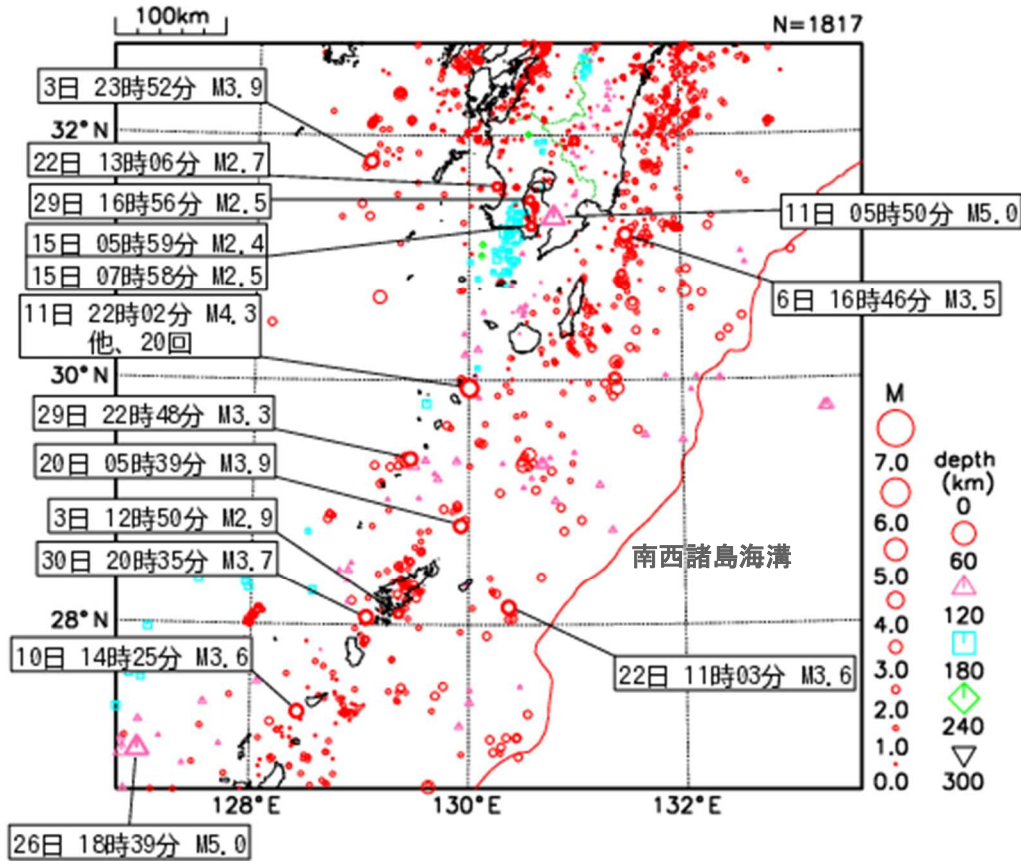 100km
N=1817
3日 23時52分 M3.9
32°N
22日 13時06分 M2.7
29日 16時56分 M2.5
11日 05時50分 M5.0
15日 05時59分 M2.4
15日 07時58分 M2.5
6日 16時46分 M3.5
11日 22時02分 M4.3
他、20回
30°N
29日 22時48分 M3.3
20日 05時39分 M3.9
3日 12時50分 M2.9
30日 20時35分 M3.7
南西諸島海溝
28°N
10日 14時25分 M3.6
22日 11時03分 M3.6
26日 18時39分 M5.0
128°E
130°E
132°E
M
7.0
6.0
5.0
4.0
3.0
2.0
1.0
0.0
depth
(km)
0
60
120
180
240
300